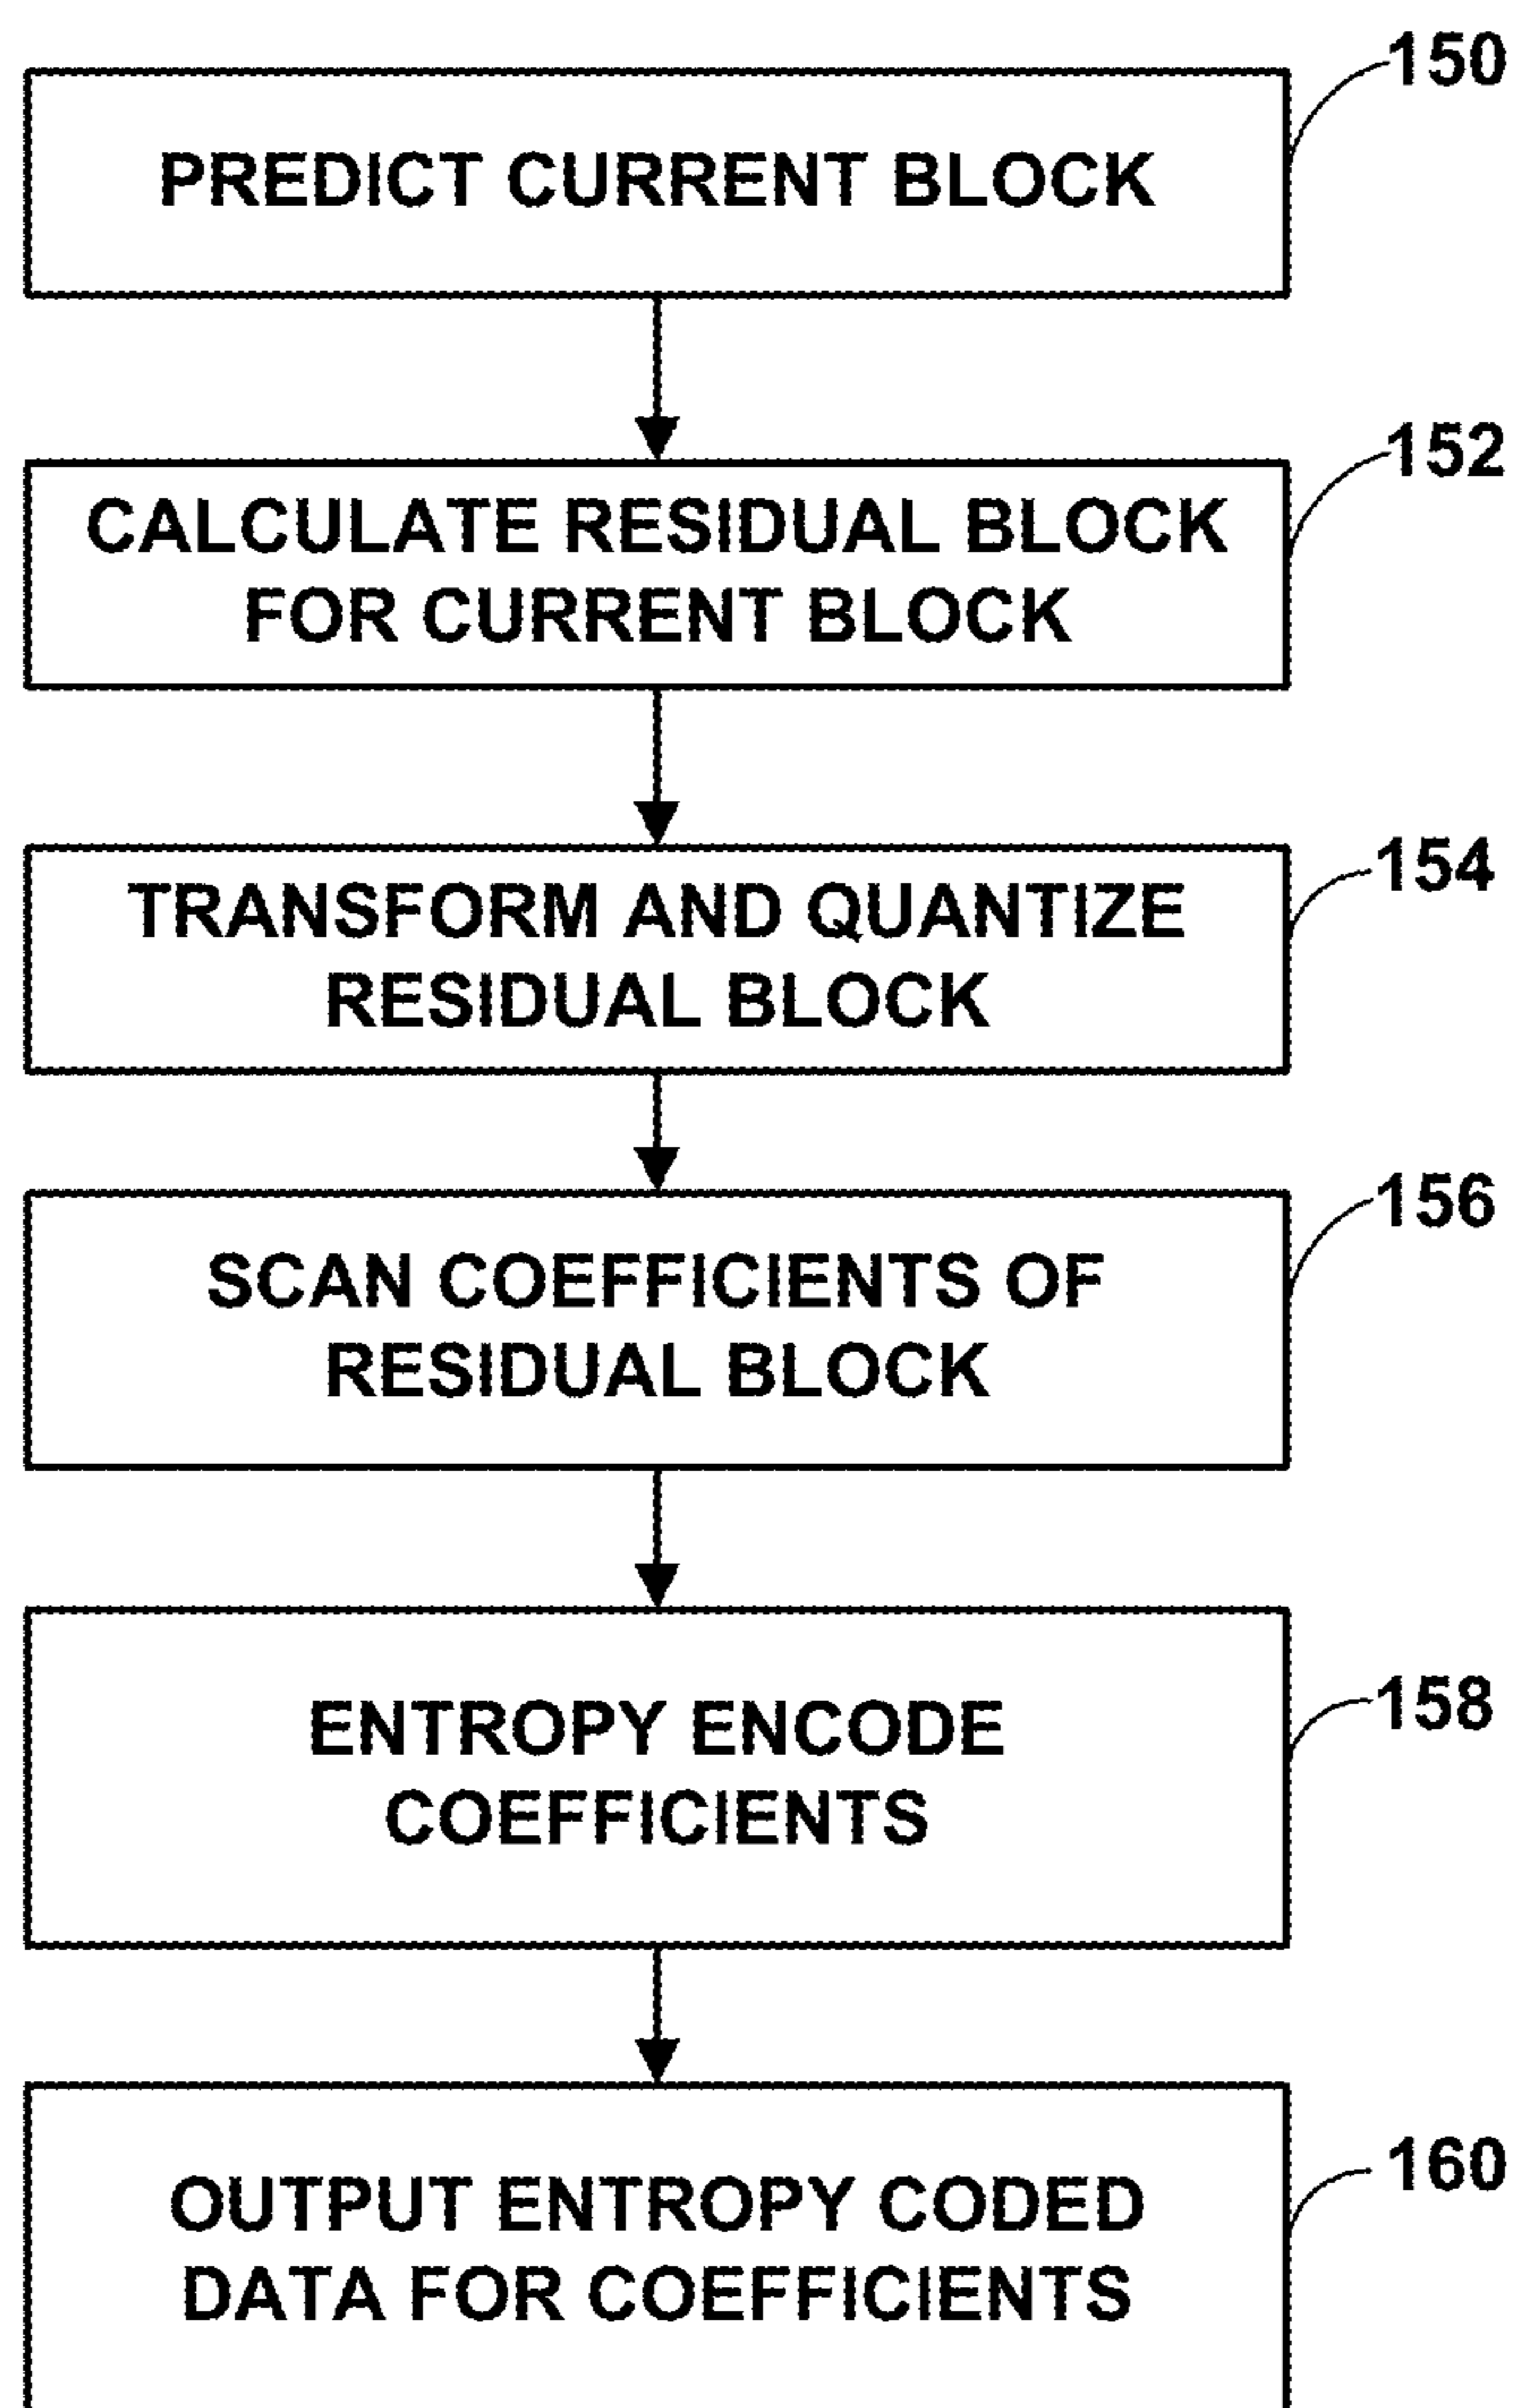 150
PREDICT CURRENT BLOCK
152
CALCULATE RESIDUAL BLOCK
FOR CURRENT BLOCK
154
TRANSFORM AND QUANTIZE
RESIDUAL BLOCK
156
SCAN COEFFICIENTS OF
RESIDUAL BLOCK
158
ENTROPY ENCODE
COEFFICIENTS
160
OUTPUT ENTROPY CODED
DATA FOR COEFFICIENTS